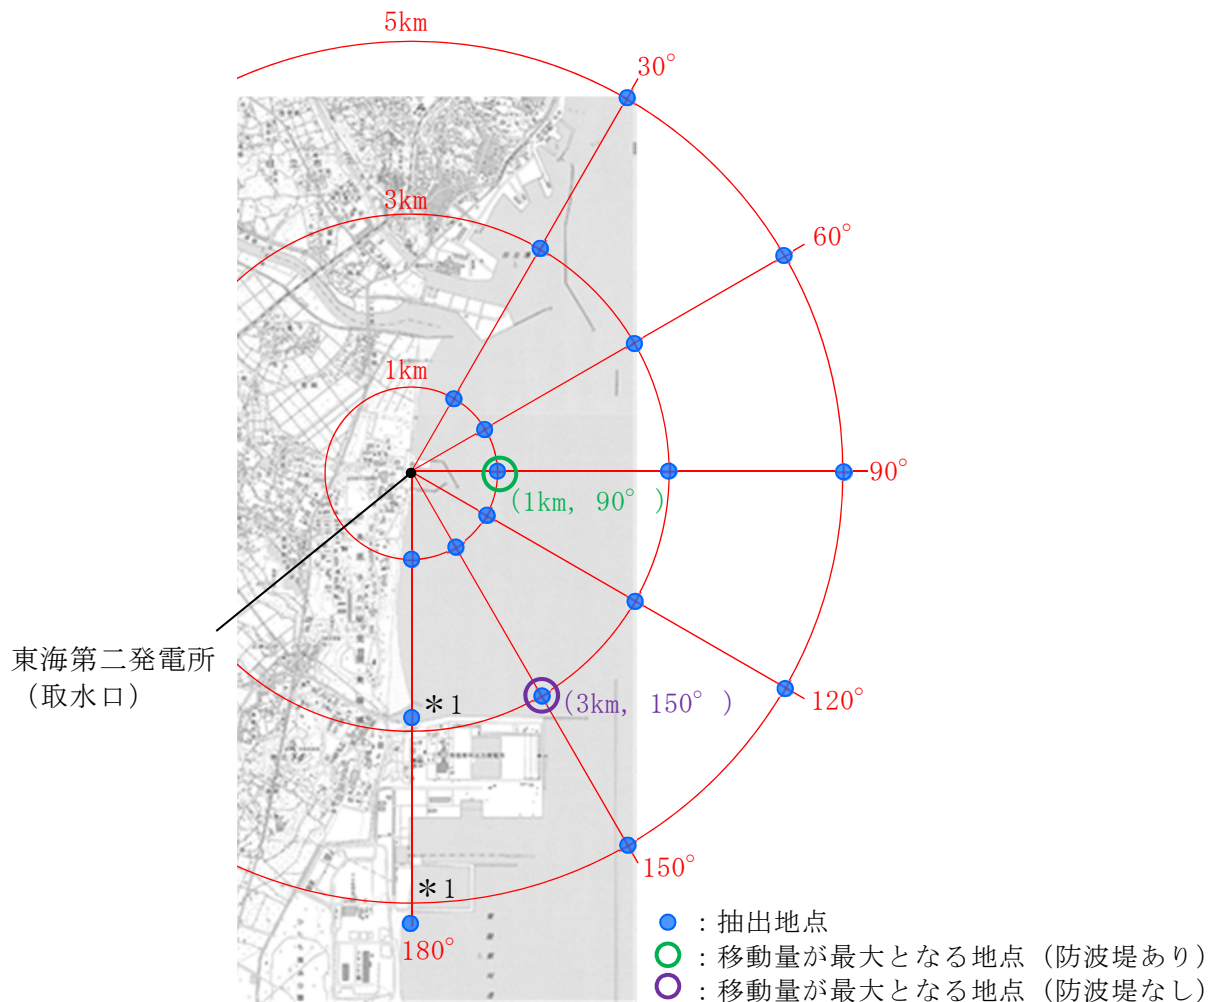 5km
30°
3km
60°
1km
90°
(1km, 90° )
東海第二発電所
（取水口）
＊1
(3km, 150° )
120°
150°
＊1
180°
：抽出地点
：移動量が最大となる地点（防波堤あり）
：移動量が最大となる地点（防波堤なし）